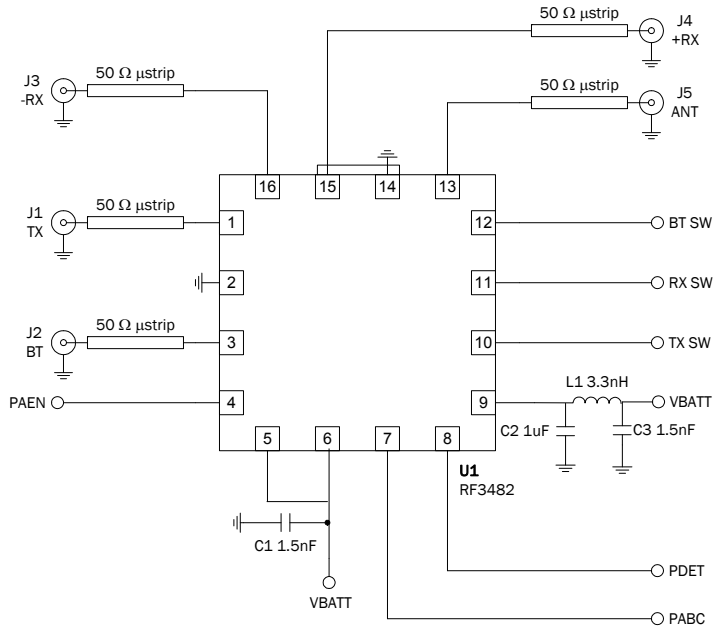 50 Ω μstrip
J4
+RX
J3
-RX
50 Ω μstrip
50 Ω μstrip
J5
ANT
16
15
14
13
J1
TX
50 Ω μstrip
1
12
BT SW
2
11
RX SW
J2
BT
50 Ω μstrip
3
10
TX SW
PAEN
4
9
L1 3.3nH
VBATT
C2 1uF
C3 1.5nF
5
6
7
8
U1
RF3482
C1 1.5nF
VBATT
PDET
PABC